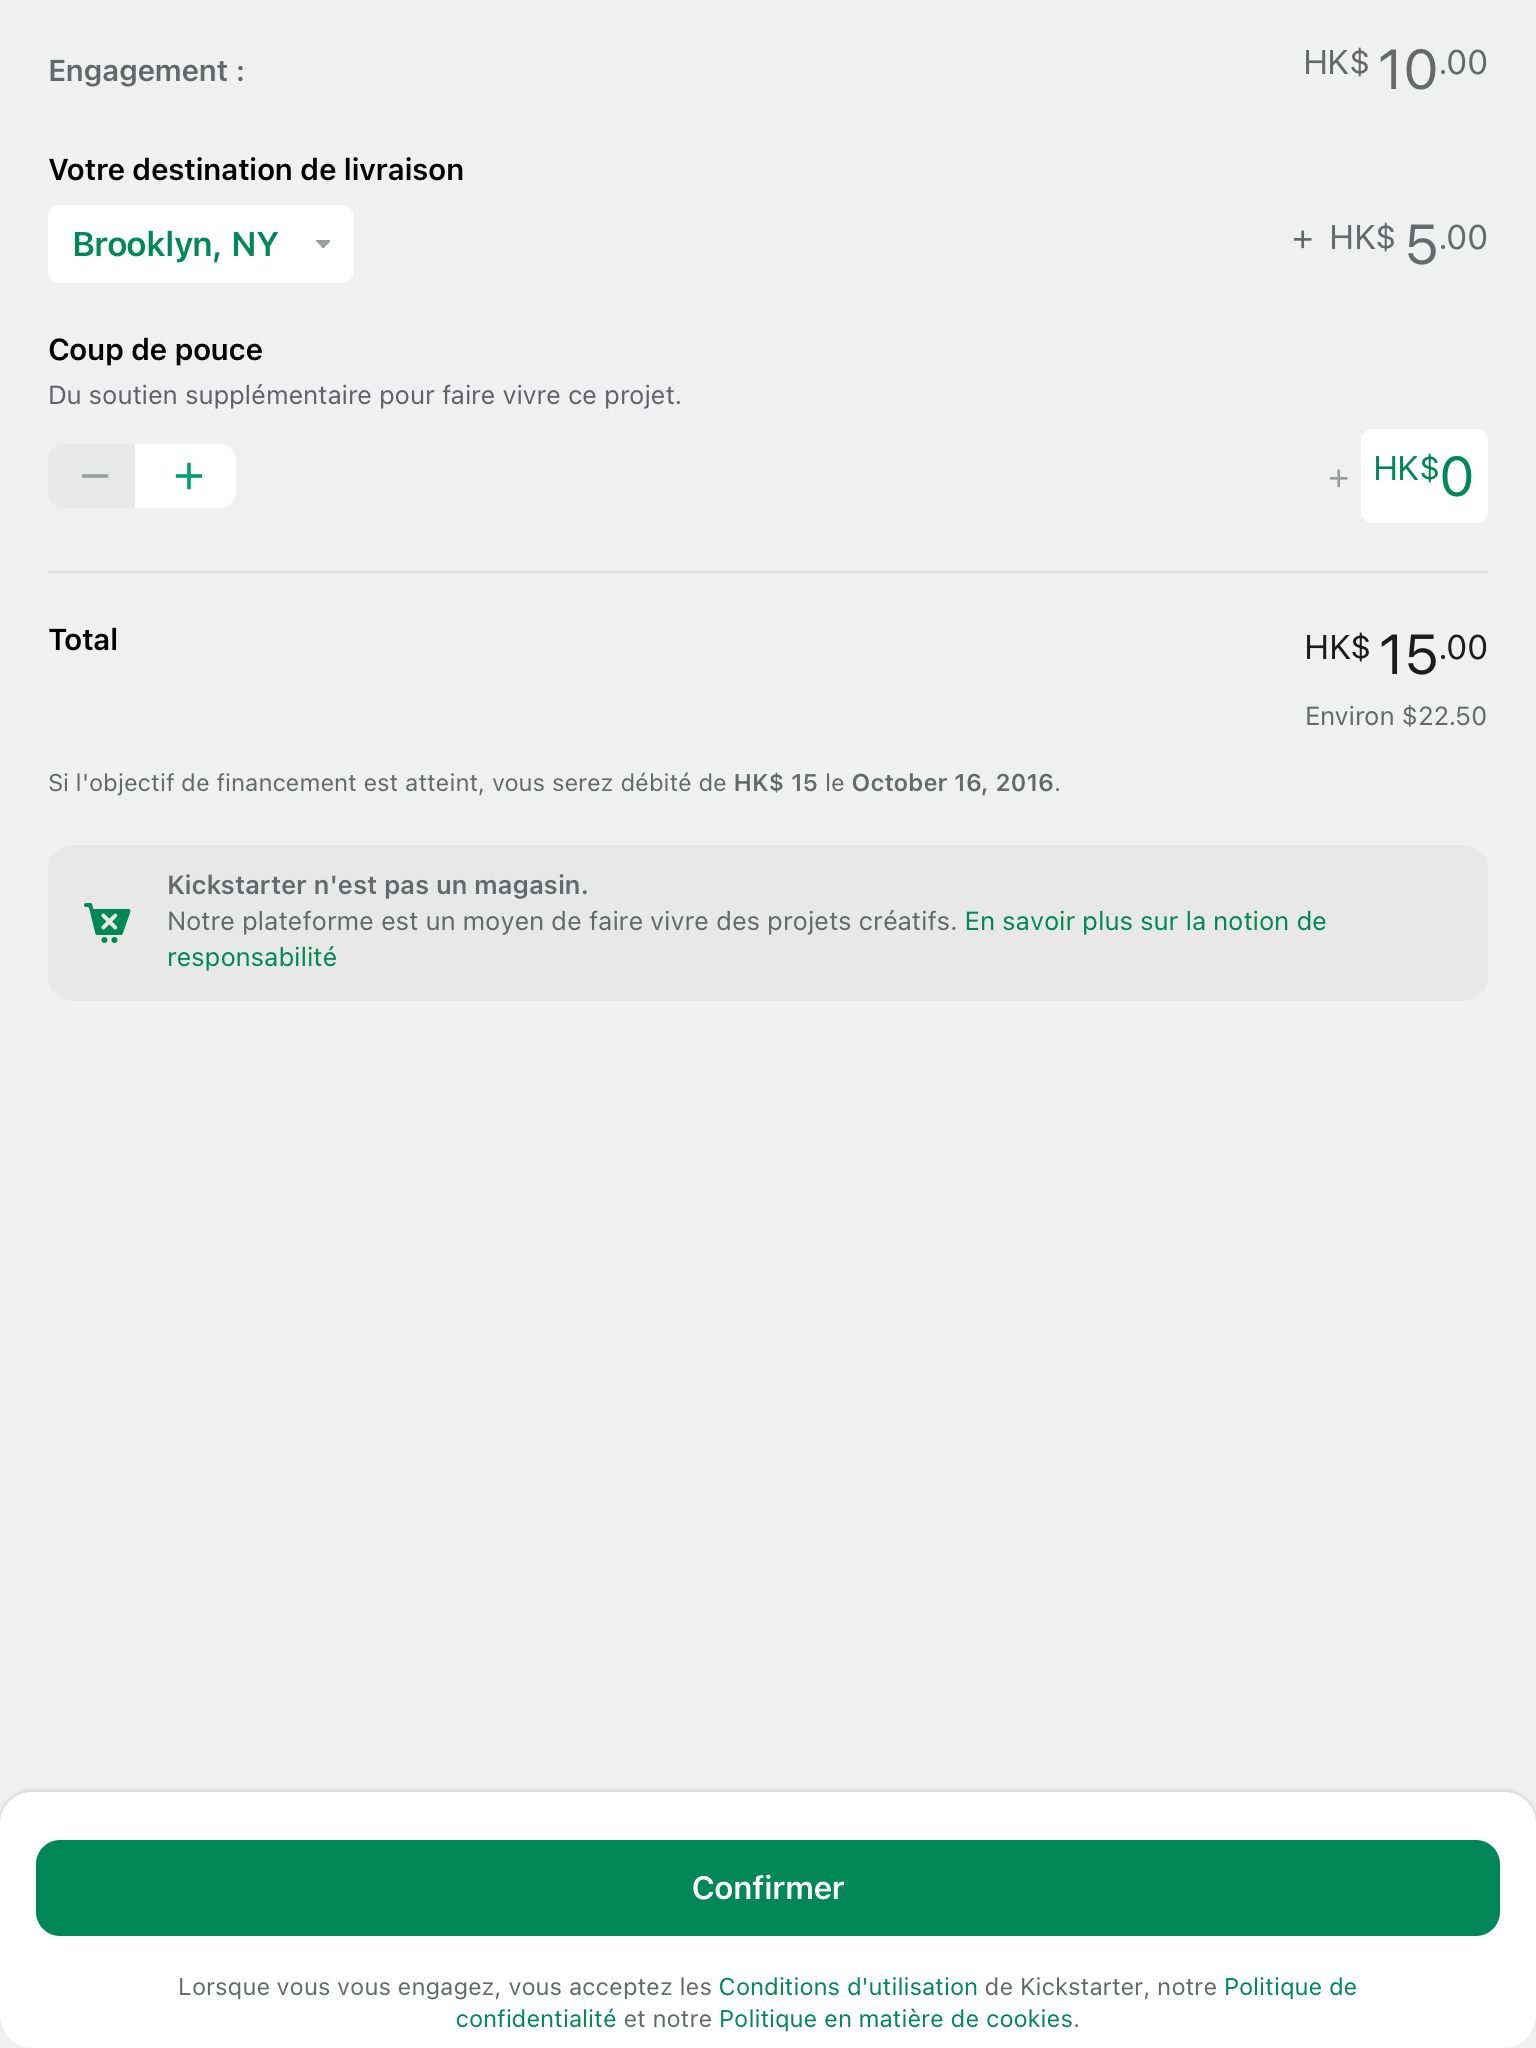 Engagement :
HK$ 10.00
Votre destination de livraison
Brooklyn, NY
+ HK$ 5.00
Coup de pouce
Du soutien supplémentaire pour faire vivre ce projet.
− +
+ HK$0
Total
HK$ 15.00
Environ $22.50
Si l'objectif de financement est atteint, vous serez débité de HK$ 15 le October 16, 2016.
Kickstarter n'est pas un magasin.
Notre plateforme est un moyen de faire vivre des projets créatifs. En savoir plus sur la notion de
responsabilité
Confirmer
Lorsque vous vous engagez, vous acceptez les Conditions d'utilisation de Kickstarter, notre Politique de
confidentialité et notre Politique en matière de cookies.